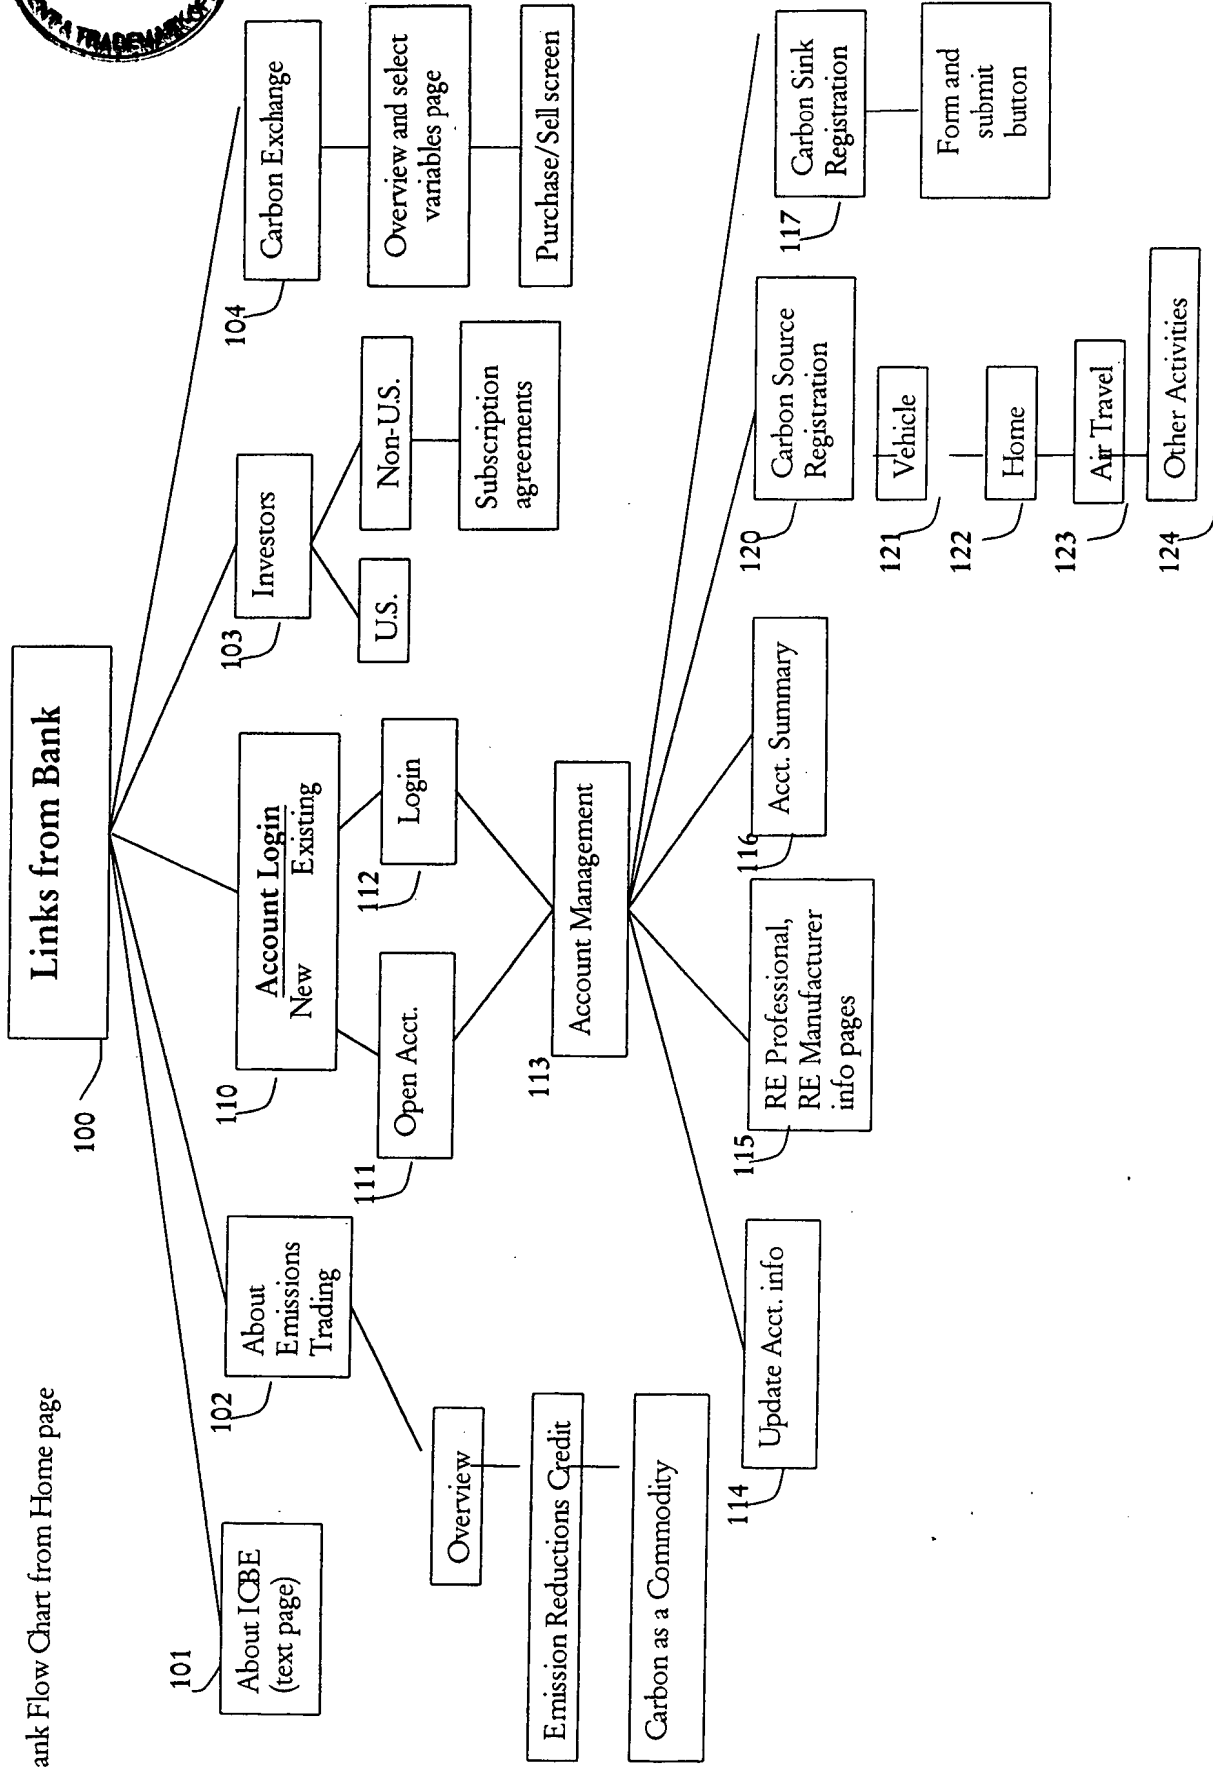 ank Flow Chart from Home page
TRADEMARK
Links from Bank
100
101
About ICBE
(text page)
102
About
Emissions
Trading
Overview
Emission Reductions Credit
Carbon as a Commodity
110
Account Login
New Existing
111
Open Acct.
112
Login
103
Investors
U.S.
Non-U.S.
Subscription
agreements
104
Carbon Exchange
Overview and select
variables page
Purchase/Sell screen
113
Account Management
114
Update Acct. info
115
RE Professional,
RE Manufacturer
info pages
116
Acct. Summary
120
Carbon Source
Registration
121
Vehicle
122
Home
123
Air Travel
124
Other Activities
117
Carbon Sink
Registration
Form and
submit
button